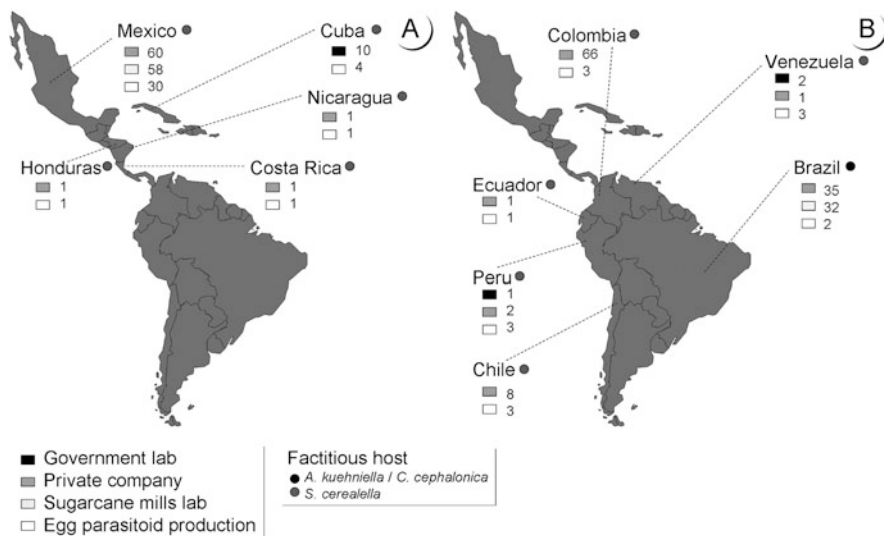 A
Mexico
60
58
30
Cuba
10
4
Nicaragua
1
1
Honduras
1
1
Costa Rica
1
1
B
Colombia
66
3
Venezuela
2
1
3
Brazil
35
32
2
Ecuador
1
1
Peru
1
2
3
Chile
8
3
Government lab
Private company
Sugarcane mills lab
Egg parasitoid production
Factitious host
A. kuehniella / C. cephalonica
S. cerealella